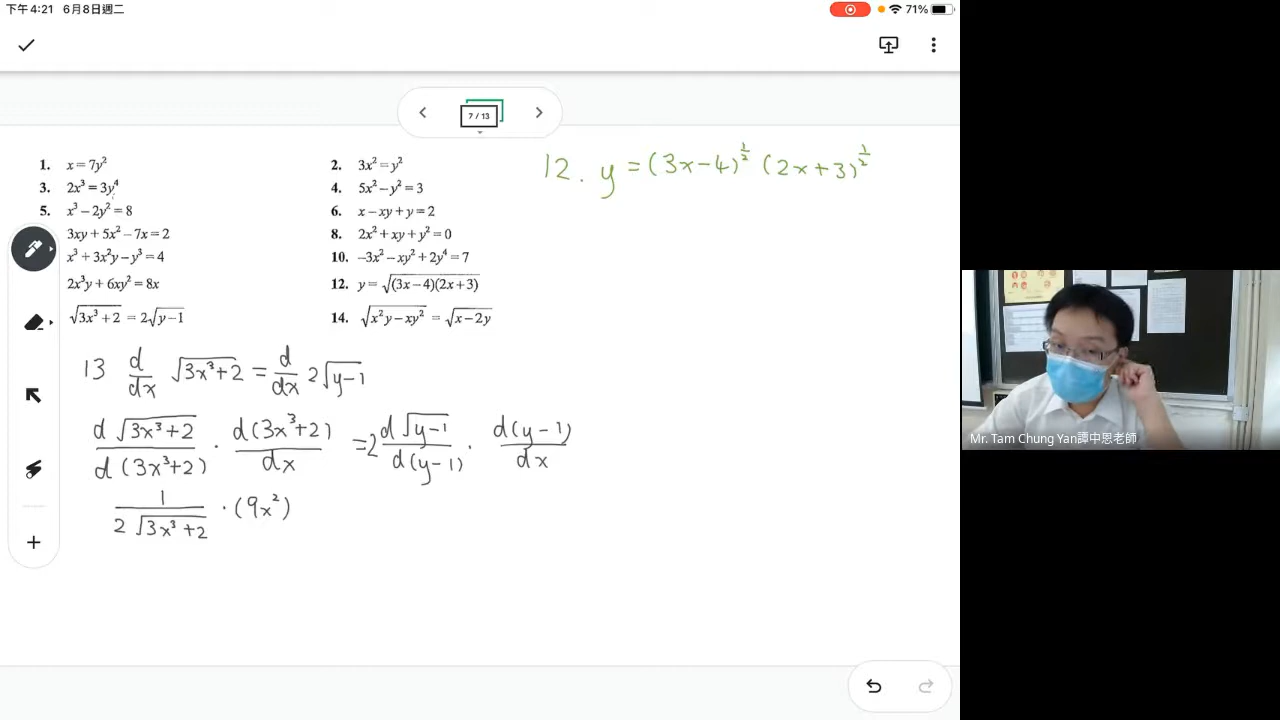 下午4:21 6月8日週二
71%
7 / 13
1. x = 7y²
2. 3x² = y²
3. 2x³ = 3y⁴
4. 5x² − y² = 3
5. x³ − 2y² = 8
6. x − xy + y = 2
3xy + 5x² − 7x = 2
8. 2x² + xy + y² = 0
x³ + 3x²y − y³ = 4
10. −3x² − xy² + 2y⁴ = 7
2x³y + 6xy² = 8x
12. y = √((3x − 4)(2x + 3))
√(3x³ + 2) = 2√(y − 1)
14. √(x²y − xy²) = √(x − 2y)
12. y = (3x − 4)^(1/2) (2x + 3)^(1/2)
13 d/dx √(3x³ + 2) = d/dx 2√(y − 1)
d√(3x³ + 2)/d(3x³ + 2) · d(3x³ + 2)/dx = 2 d√(y − 1)/d(y − 1) · d(y − 1)/dx
1/(2√(3x³ + 2)) · (9x²)
Mr. Tam Chung Yan譚中恩老師